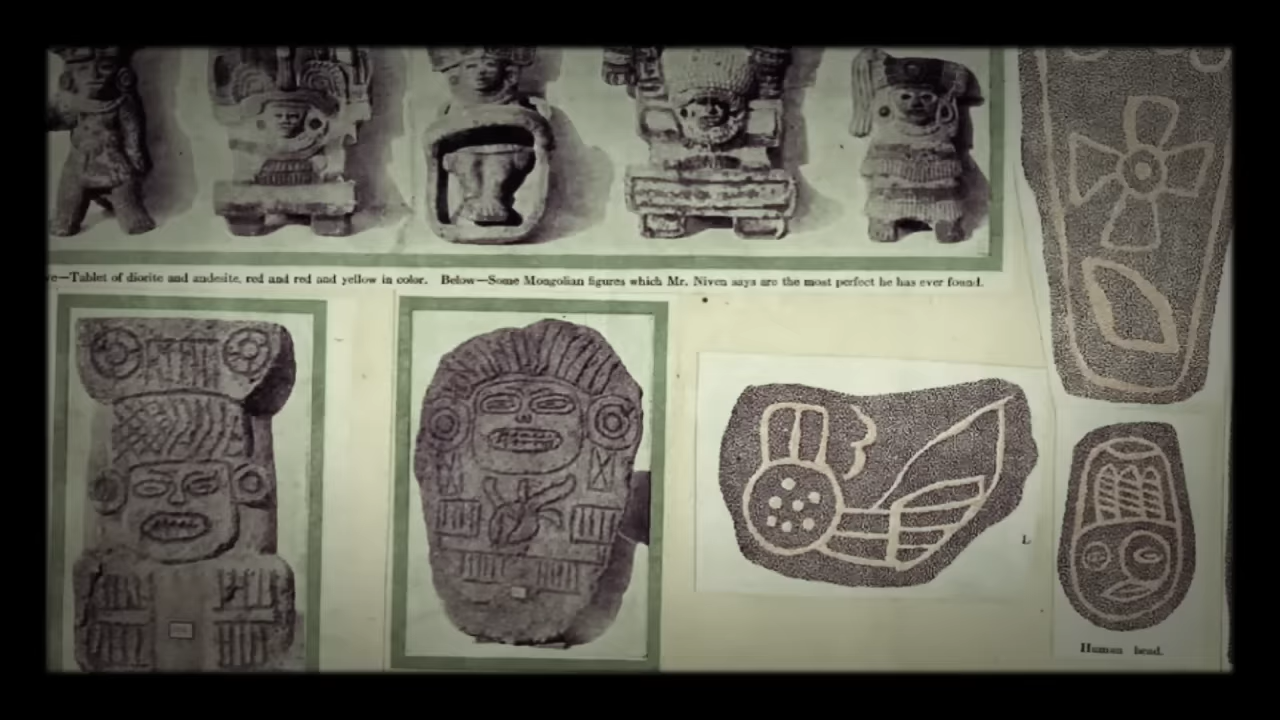 ve—Tablet of diorite and andesite, red and red and yellow in color. Below—Some Mongolian figures which Mr. Niven says are the most perfect he has ever found.
L
Human head.